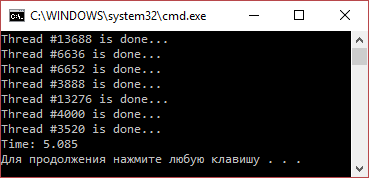 C:\WINDOWS\system32\cmd.exe
Thread #13688 is done...
Thread #6636 is done...
Thread #6652 is done...
Thread #3888 is done...
Thread #13276 is done...
Thread #4000 is done...
Thread #3520 is done...
Time: 5.085
Для продолжения нажмите любую клавишу . . .